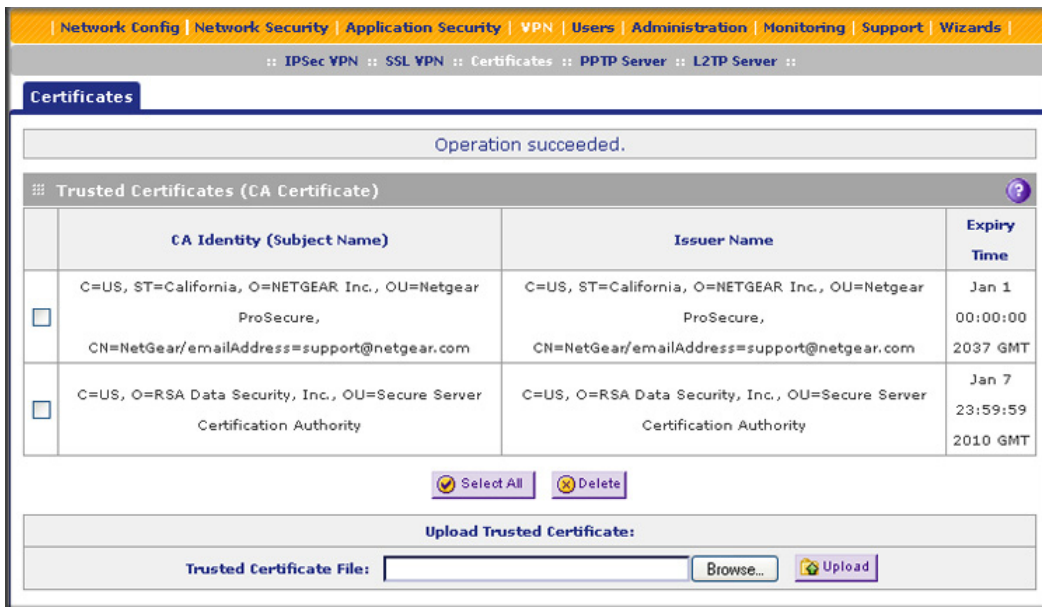 | Network Config | Network Security | Application Security | VPN | Users | Administration | Monitoring | Support | Wizards |
:: IPSec VPN :: SSL VPN :: Certificates :: PPTP Server :: L2TP Server ::
Certificates
Operation succeeded.
Trusted Certificates (CA Certificate)
?
CA Identity (Subject Name)
Issuer Name
Expiry
Time
C=US, ST=California, O=NETGEAR Inc., OU=Netgear
ProSecure,
CN=NetGear/emailAddress=support@netgear.com
C=US, ST=California, O=NETGEAR Inc., OU=Netgear
ProSecure,
CN=NetGear/emailAddress=support@netgear.com
Jan 1
00:00:00
2037 GMT
C=US, O=RSA Data Security, Inc., OU=Secure Server
Certification Authority
C=US, O=RSA Data Security, Inc., OU=Secure Server
Certification Authority
Jan 7
23:59:59
2010 GMT
Select All
Delete
Upload Trusted Certificate:
Trusted Certificate File:
Browse...
Upload